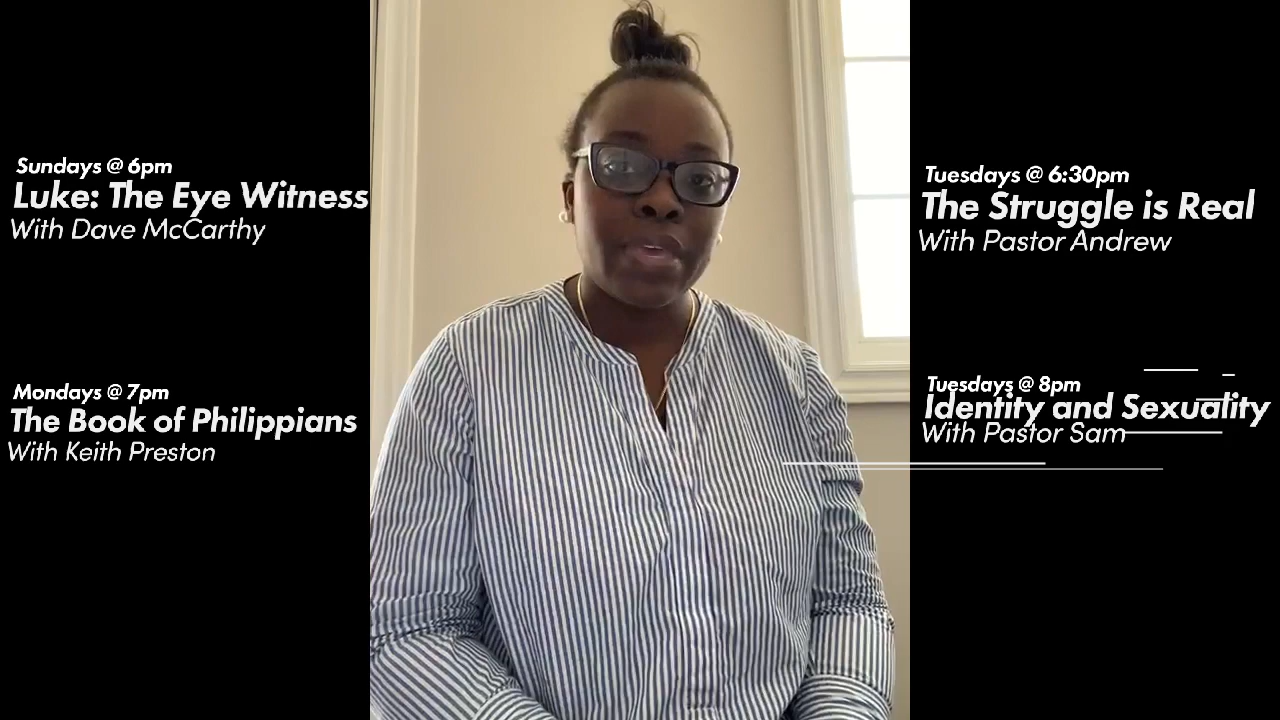 Sundays @ 6pm
Luke: The Eye Witness
With Dave McCarthy
Mondays @ 7pm
The Book of Philippians
With Keith Preston
Tuesdays @ 6:30pm
The Struggle is Real
With Pastor Andrew
Tuesdays @ 8pm
Identity and Sexuality
With Pastor Sam